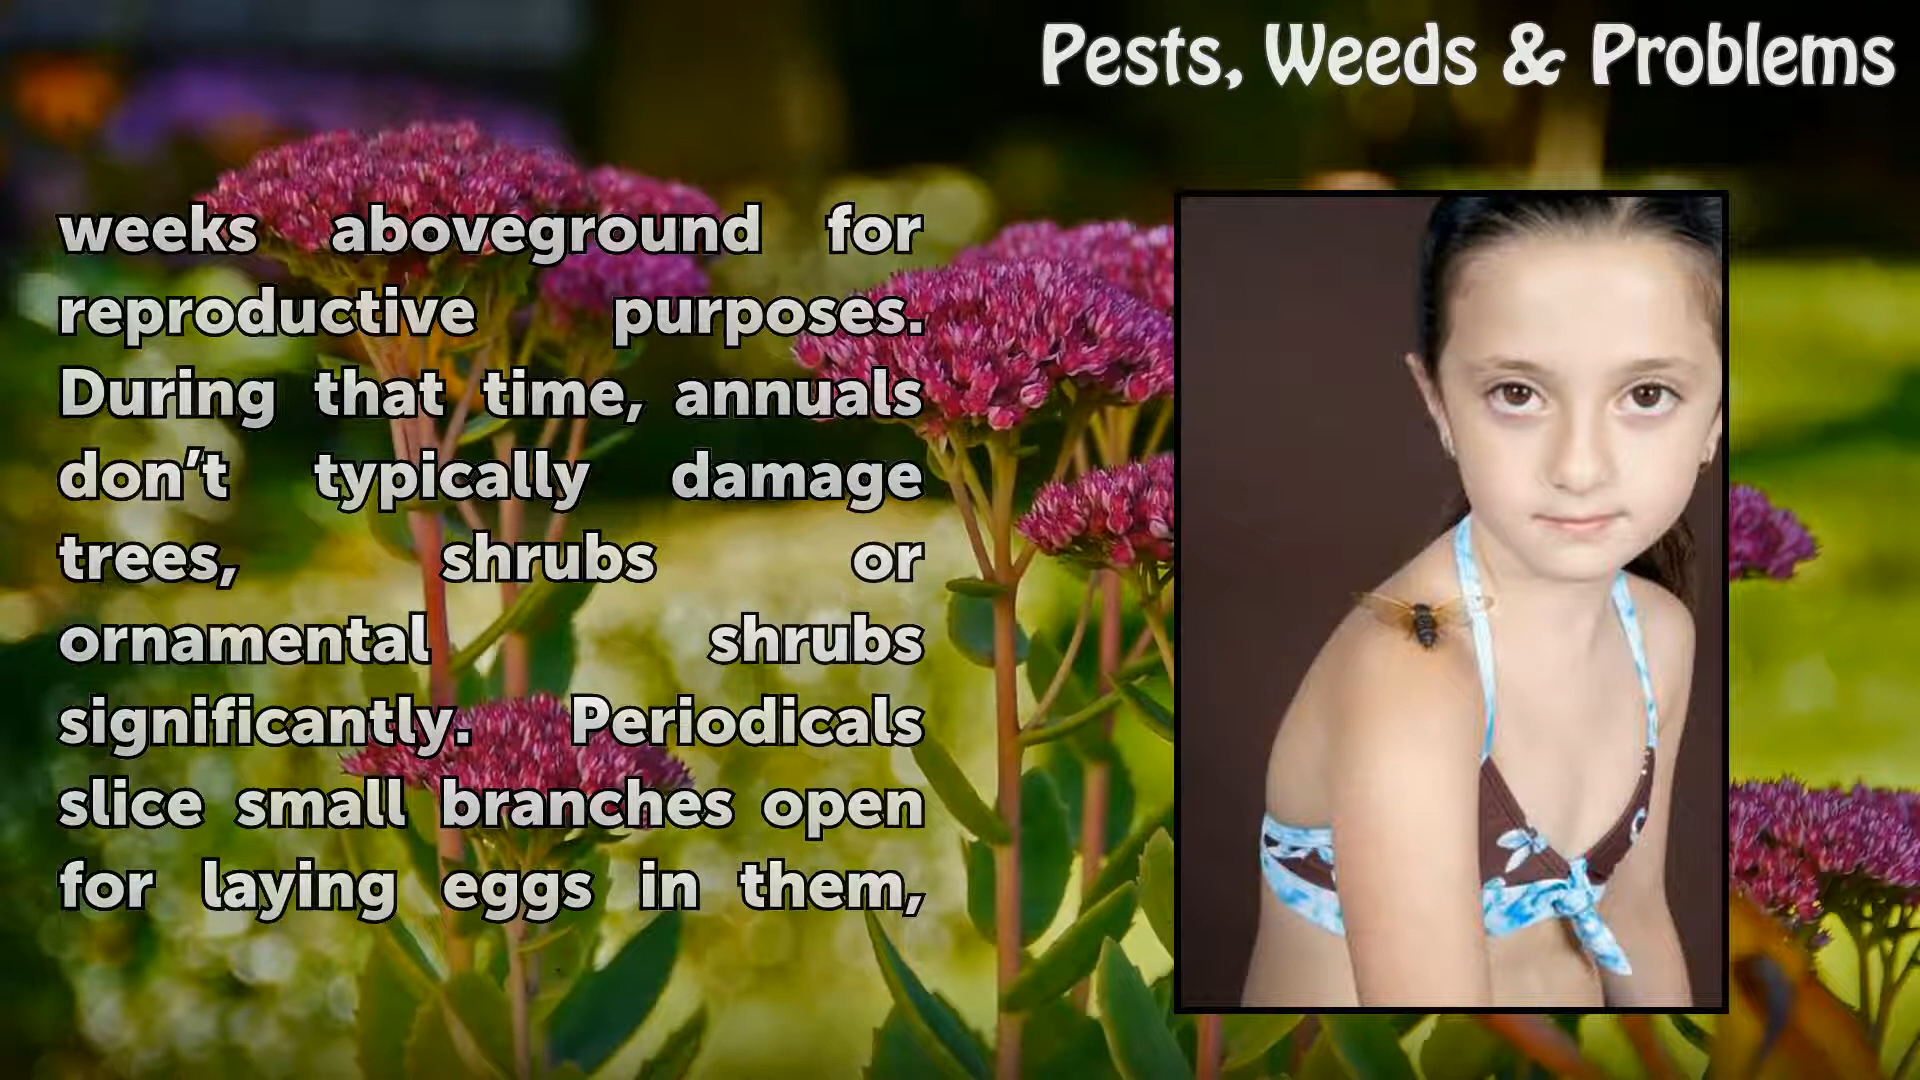 Pests, Weeds & Problems
weeks aboveground for
reproductive purposes.
During that time, annuals
don’t typically damage
trees, shrubs or
ornamental shrubs
significantly. Periodicals
slice small branches open
for laying eggs in them,